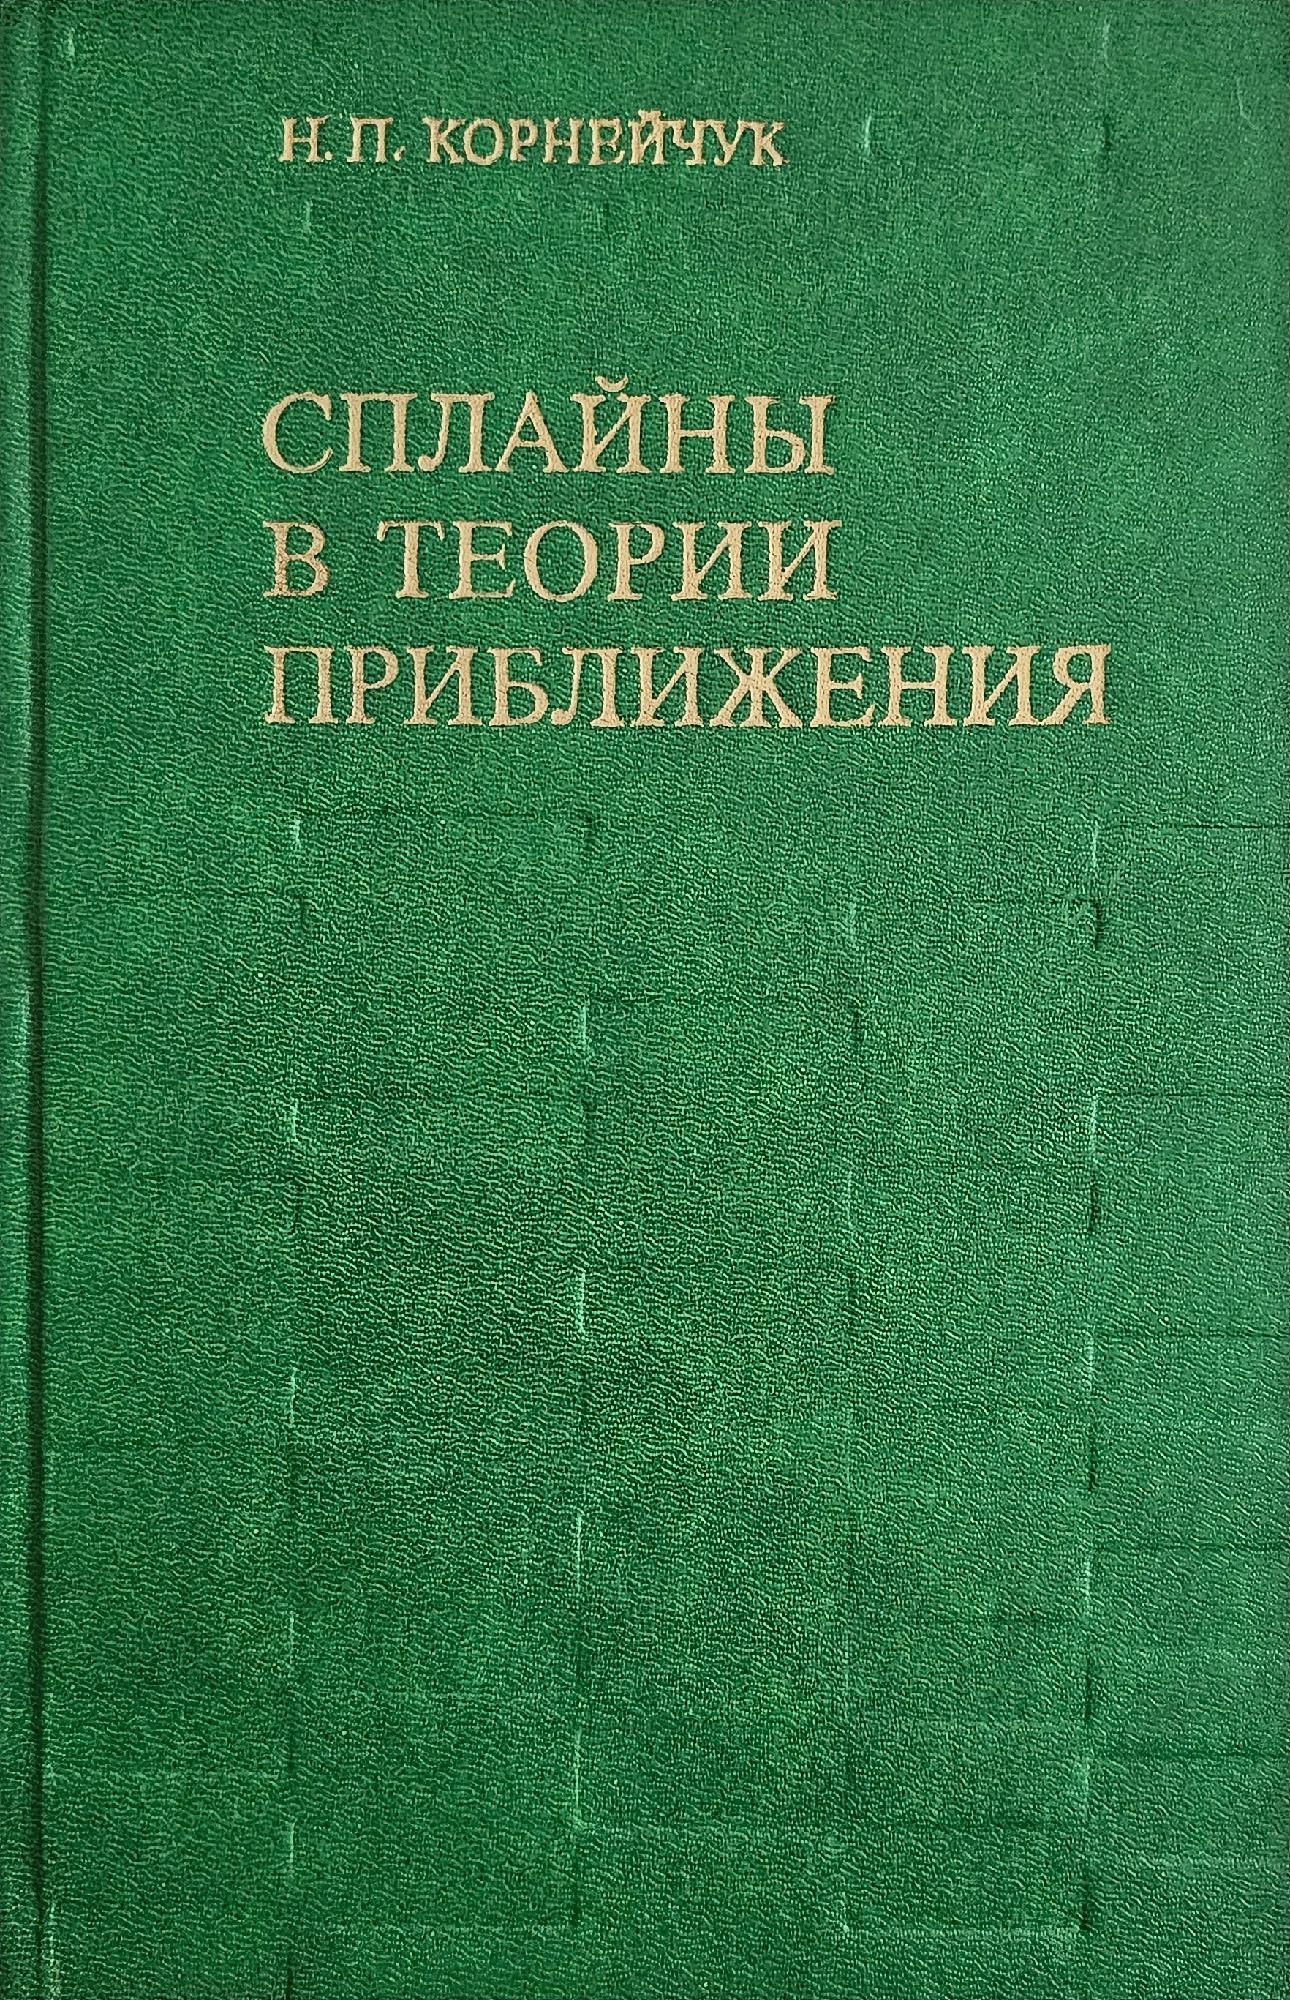 Н. П. КОРНЕЙЧУК
СПЛАЙНЫ
В ТЕОРИИ
ПРИБЛИЖЕНИЯ